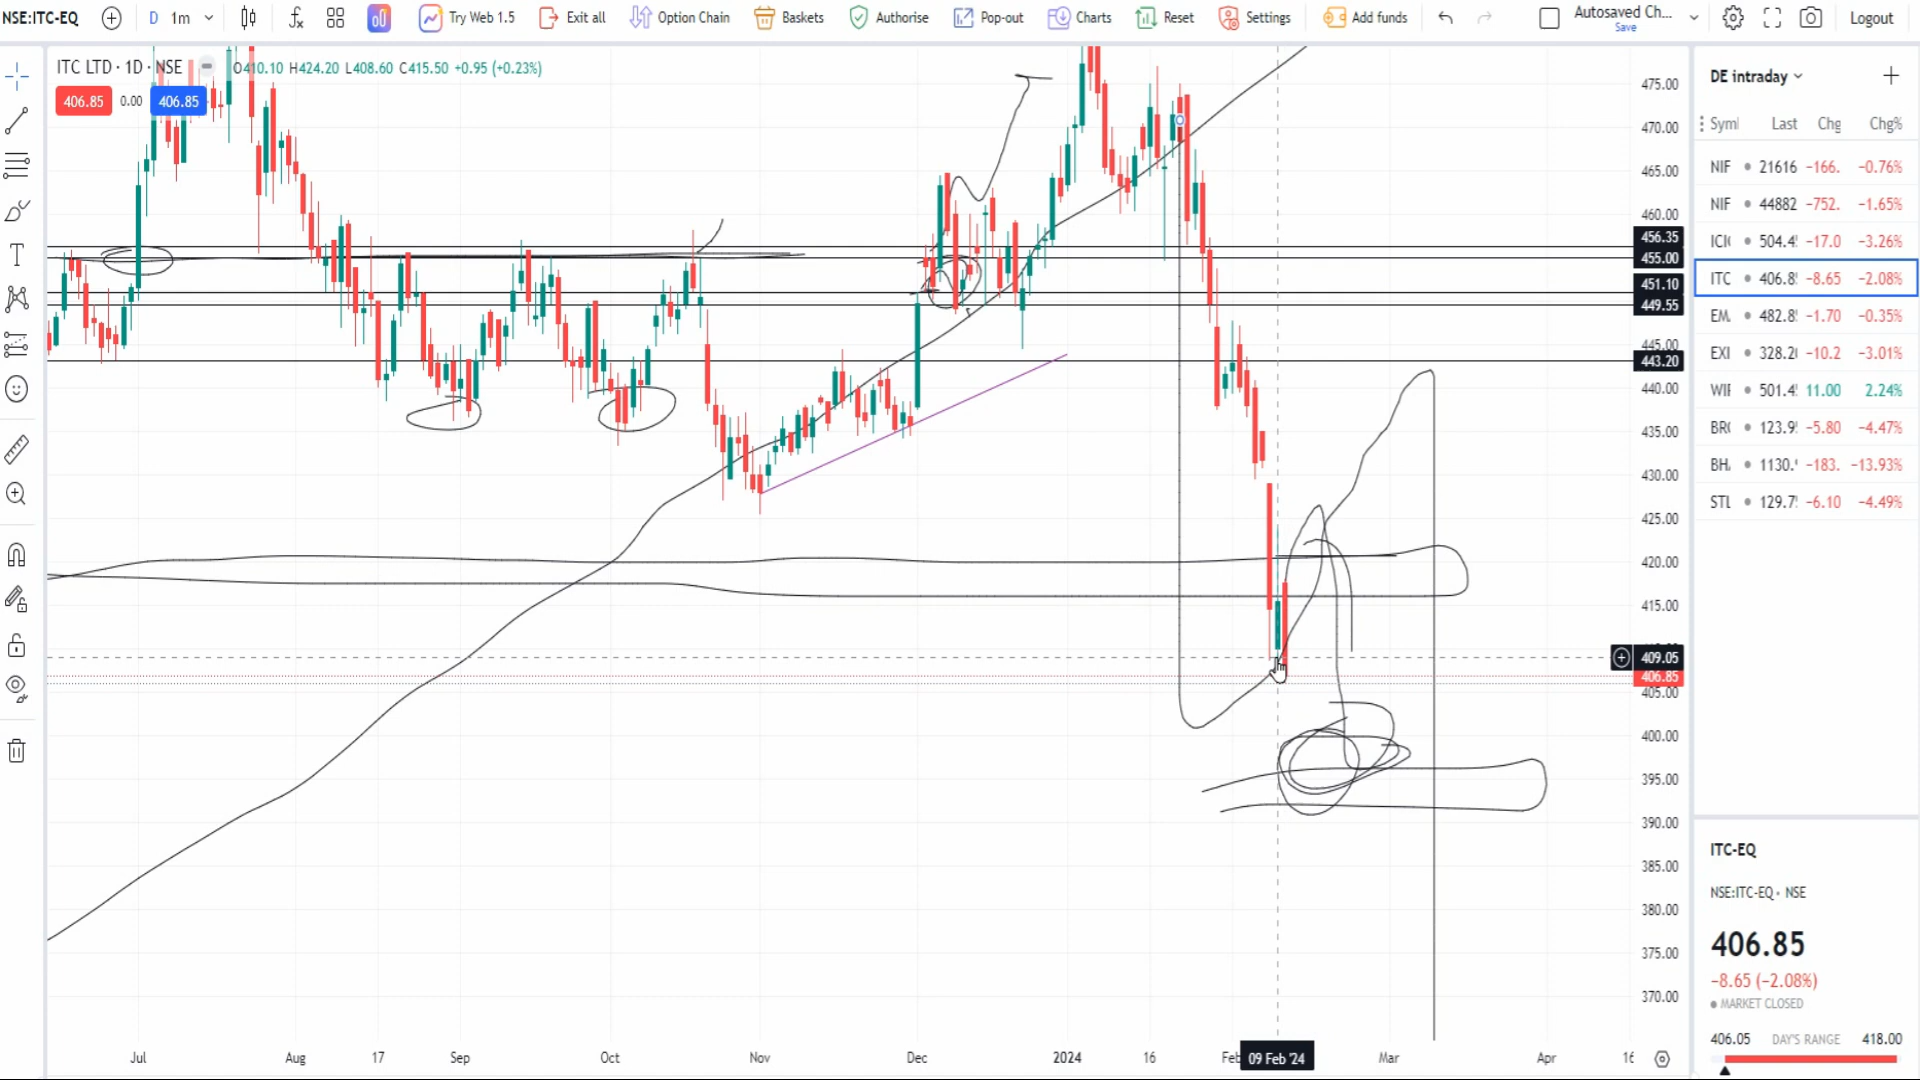 NSE:ITC-EQ D 1m Try Web 1.5 Exit all Option Chain Baskets Authorise Pop-out Charts Reset Settings Add funds Autosaved Ch... Save Logout
ITC LTD · 1D · NSE O410.10 H424.20 L408.60 C415.50 +0.95 (+0.23%)
406.85 0.00 406.85
475.00
470.00
465.00
460.00
456.35
455.00
451.10
449.55
445.00
443.20
440.00
435.00
430.00
425.00
420.00
415.00
409.05
406.85
405.00
400.00
395.00
390.00
385.00
380.00
375.00
370.00
Jul Aug 17 Sep Oct Nov Dec 2024 16 Feb 09 Feb '24 Mar Apr 16
DE intraday
Syml Last Chg Chg%
NIF 21616 −166. −0.76%
NIF 44882 −752. −1.65%
ICI 504.4 −17.0 −3.26%
ITC 406.8 −8.65 −2.08%
EM 482.8 −1.70 −0.35%
EXI 328.2 −10.2 −3.01%
WIF 501.4 11.00 2.24%
BR 123.9 −5.80 −4.47%
BH 1130. −183. −13.93%
STL 129.7 −6.10 −4.49%
ITC-EQ
NSE:ITC-EQ • NSE
406.85
−8.65 (−2.08%)
MARKET CLOSED
406.05 DAY'S RANGE 418.00